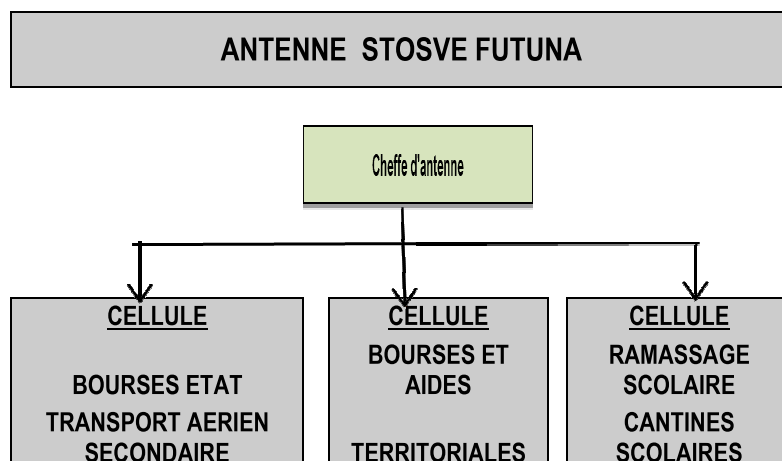 ANTENNE STOSVE FUTUNA
Cheffe d'antenne
CELLULE
BOURSES ETAT
TRANSPORT AERIEN
SECONDAIRE
CELLULE
BOURSES ET
AIDES
TERRITORIALES
CELLULE
RAMASSAGE
SCOLAIRE
CANTINES
SCOLAIRES